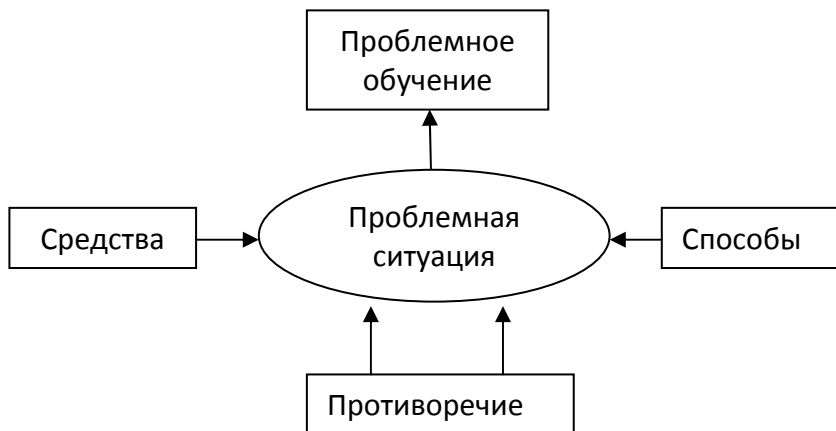 Проблемное
обучение
Средства
Проблемная
ситуация
Способы
Противоречие